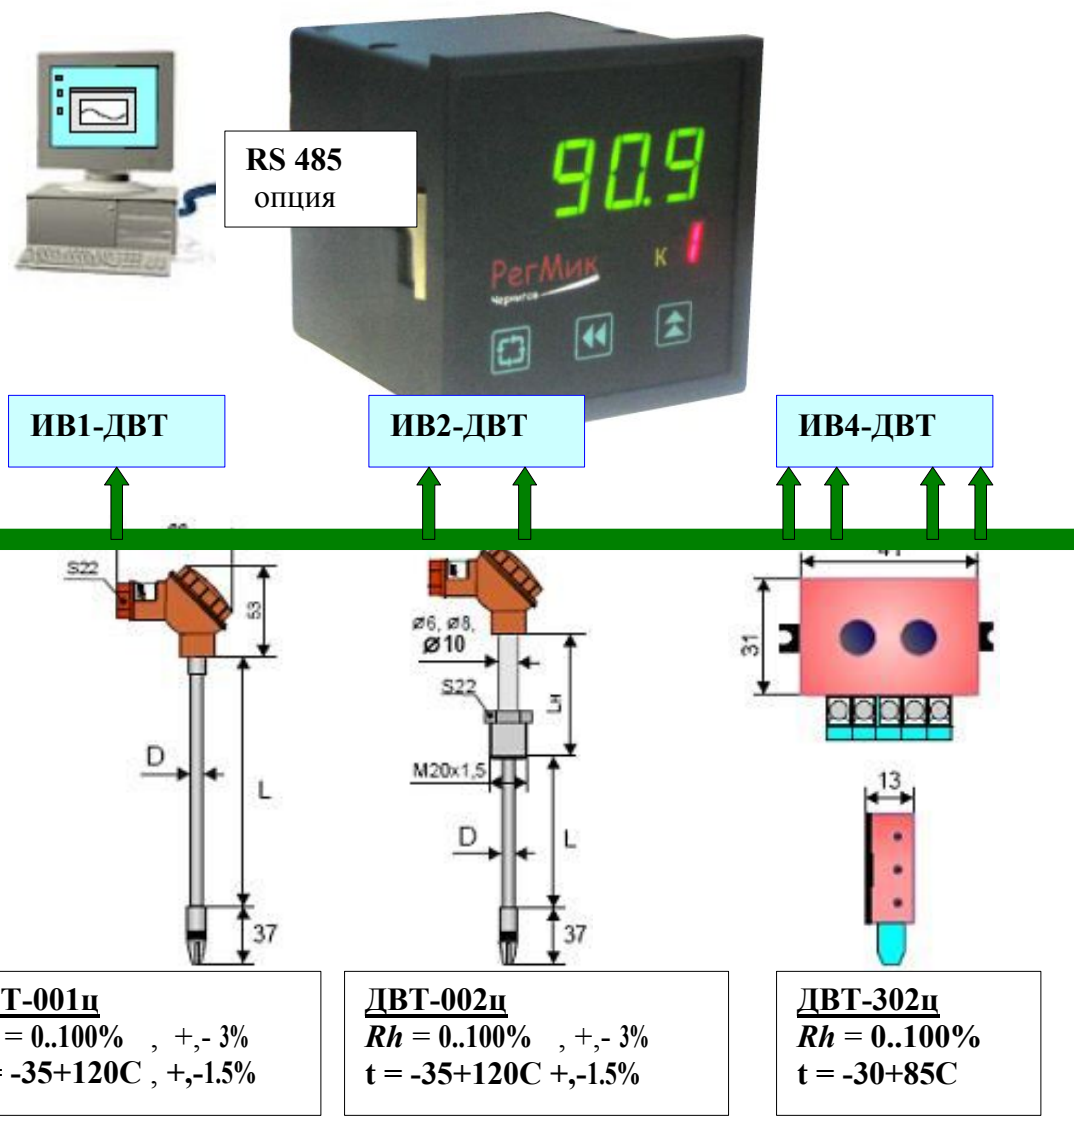 RS 485
опция
90.9
К 1
РегМик
Чернигов
ИВ1-ДВТ
ИВ2-ДВТ
ИВ4-ДВТ
S22
53
D
L
37
ø6, ø8,
ø10
S22
Lн
M20x1,5
D
L
37
31
13
Т-001ц
= 0..100% , +,- 3%
= -35+120С , +,-1.5%
ДВТ-002ц
Rh = 0..100% , +,- 3%
t = -35+120С +,-1.5%
ДВТ-302ц
Rh = 0..100%
t = -30+85С